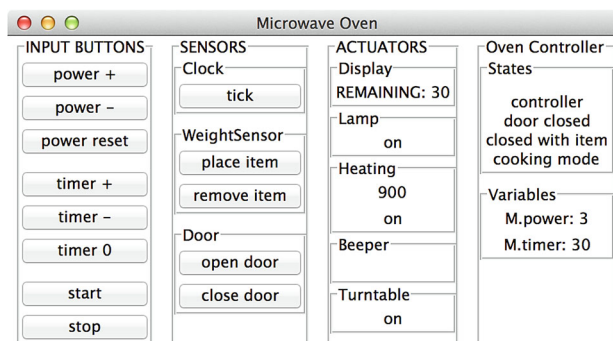 Microwave Oven
INPUT BUTTONS
power +
power –
power reset
timer +
timer –
timer 0
start
stop
SENSORS
Clock
tick
WeightSensor
place item
remove item
Door
open door
close door
ACTUATORS
Display
REMAINING: 30
Lamp
on
Heating
900
on
Beeper
Turntable
on
Oven Controller
States
controller
door closed
closed with item
cooking mode
Variables
M.power: 3
M.timer: 30